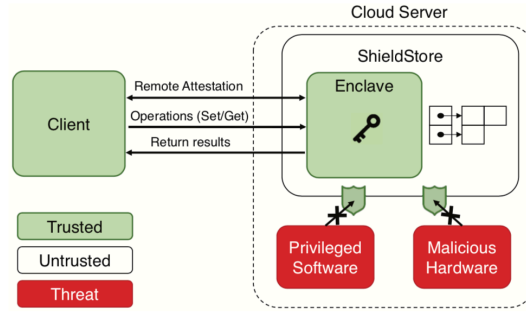 Cloud Server
ShieldStore
Client
Remote Attestation
Operations (Set/Get)
Return results
Enclave
Trusted
Untrusted
Threat
Privileged
Software
Malicious
Hardware